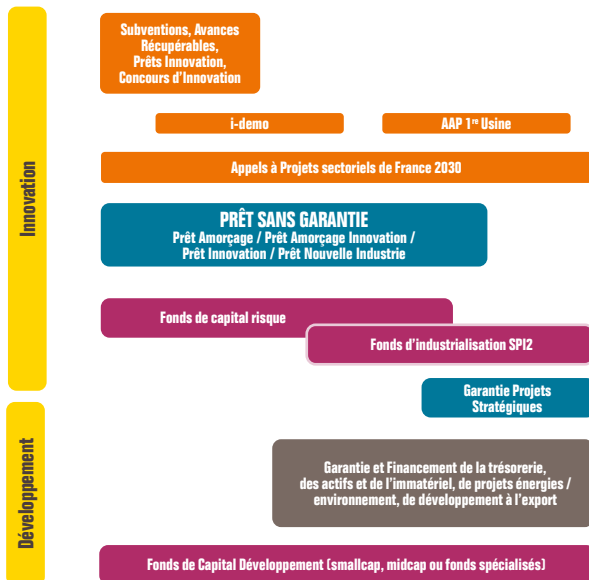 Innovation
Subventions, Avances
Récupérables,
Prêts Innovation,
Concours d'Innovation
i-demo
AAP 1re Usine
Appels à Projets sectoriels de France 2030
PRÊT SANS GARANTIE
Prêt Amorçage / Prêt Amorçage Innovation /
Prêt Innovation / Prêt Nouvelle Industrie
Fonds de capital risque
Fonds d'industrialisation SPI2
Garantie Projets
Stratégiques
Développement
Garantie et Financement de la trésorerie,
des actifs et de l'immatériel, de projets énergies /
environnement, de développement à l'export
Fonds de Capital Développement (smallcap, midcap ou fonds spécialisés)